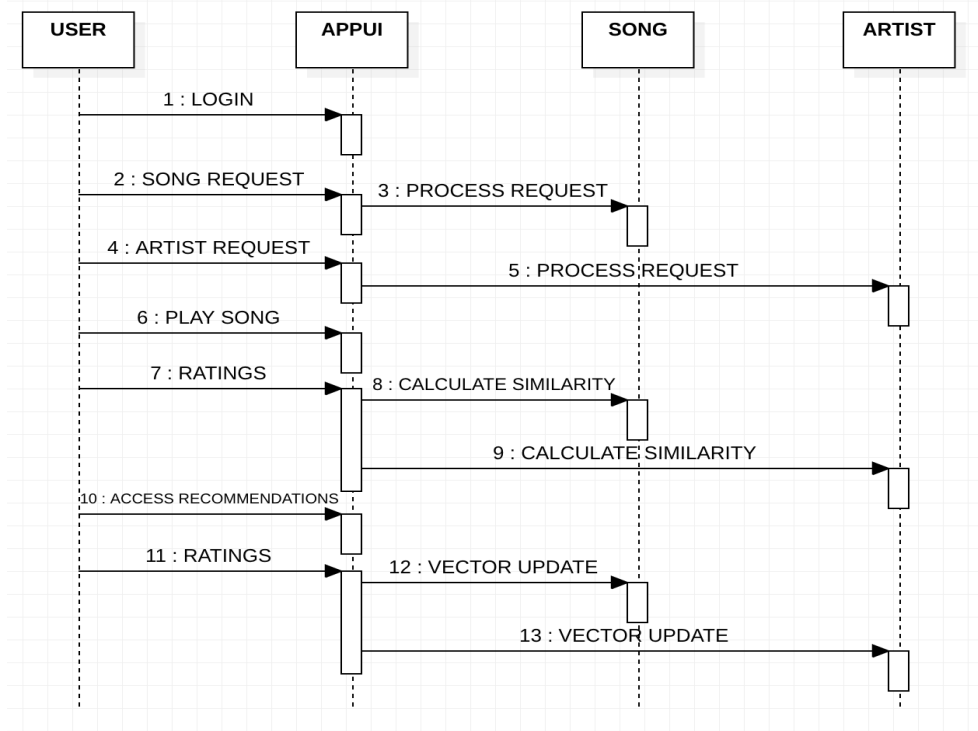 USER
APPUI
SONG
ARTIST
1 : LOGIN
2 : SONG REQUEST
3 : PROCESS REQUEST
4 : ARTIST REQUEST
5 : PROCESS REQUEST
6 : PLAY SONG
7 : RATINGS
8 : CALCULATE SIMILARITY
9 : CALCULATE SIMILARITY
10 : ACCESS RECOMMENDATIONS
11 : RATINGS
12 : VECTOR UPDATE
13 : VECTOR UPDATE